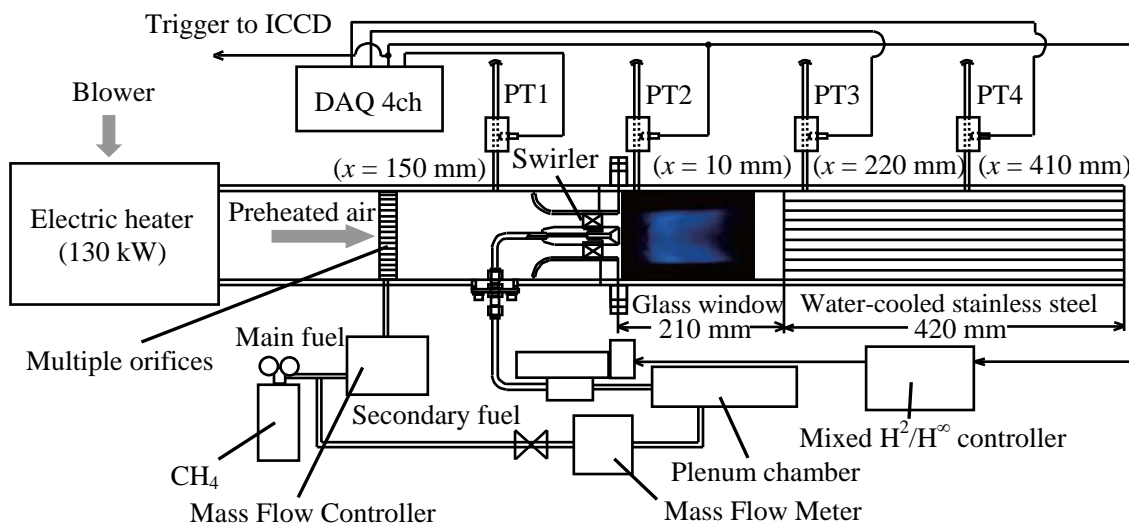 Trigger to ICCD
Blower
DAQ 4ch
PT1
PT2
PT3
PT4
(x = 150 mm)
Swirler
(x = 10 mm)
(x = 220 mm)
(x = 410 mm)
Electric heater
(130 kW)
Preheated air
Glass window
210 mm
Water-cooled stainless steel
420 mm
Main fuel
Multiple orifices
Secondary fuel
Mixed H²/H∞ controller
CH₄
Plenum chamber
Mass Flow Controller
Mass Flow Meter